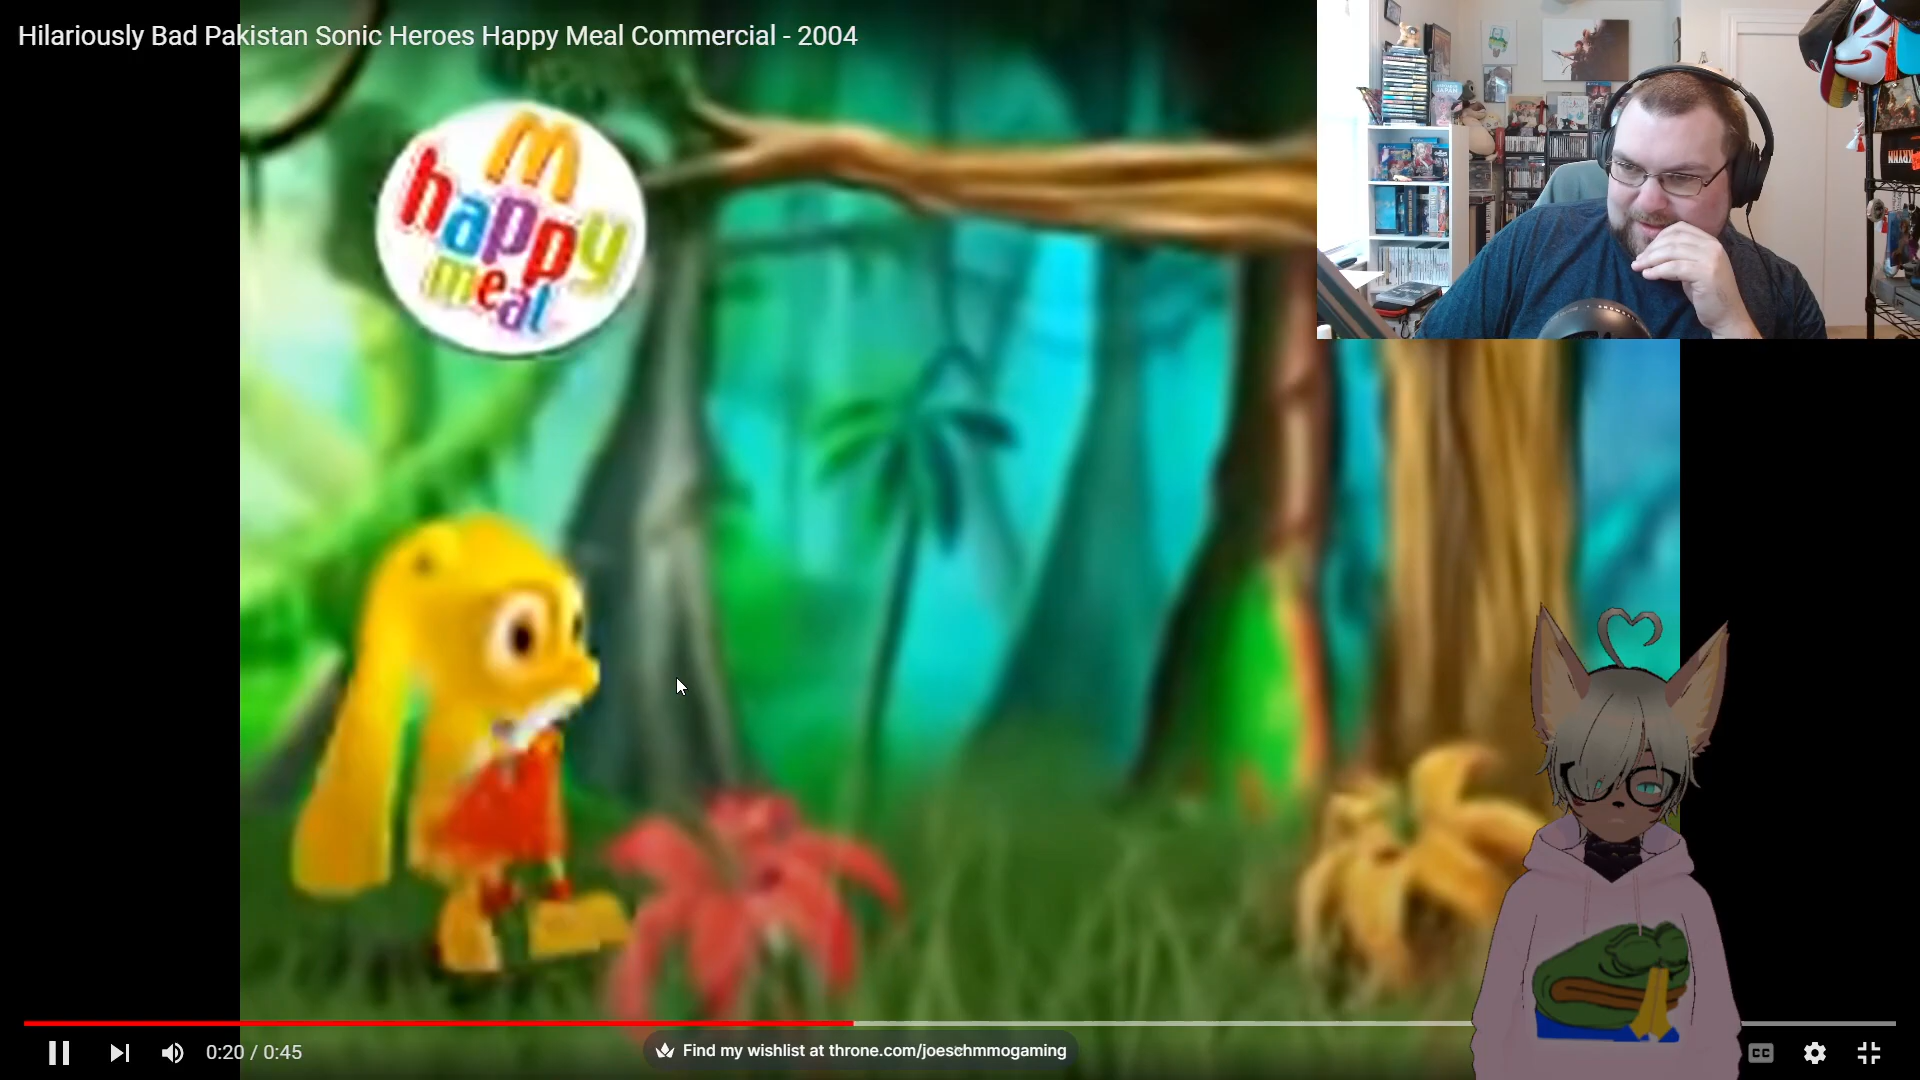 Hilariously Bad Pakistan Sonic Heroes Happy Meal Commercial - 2004
happy
meal
0:20 / 0:45
Find my wishlist at throne.com/joeschmmogaming
CC